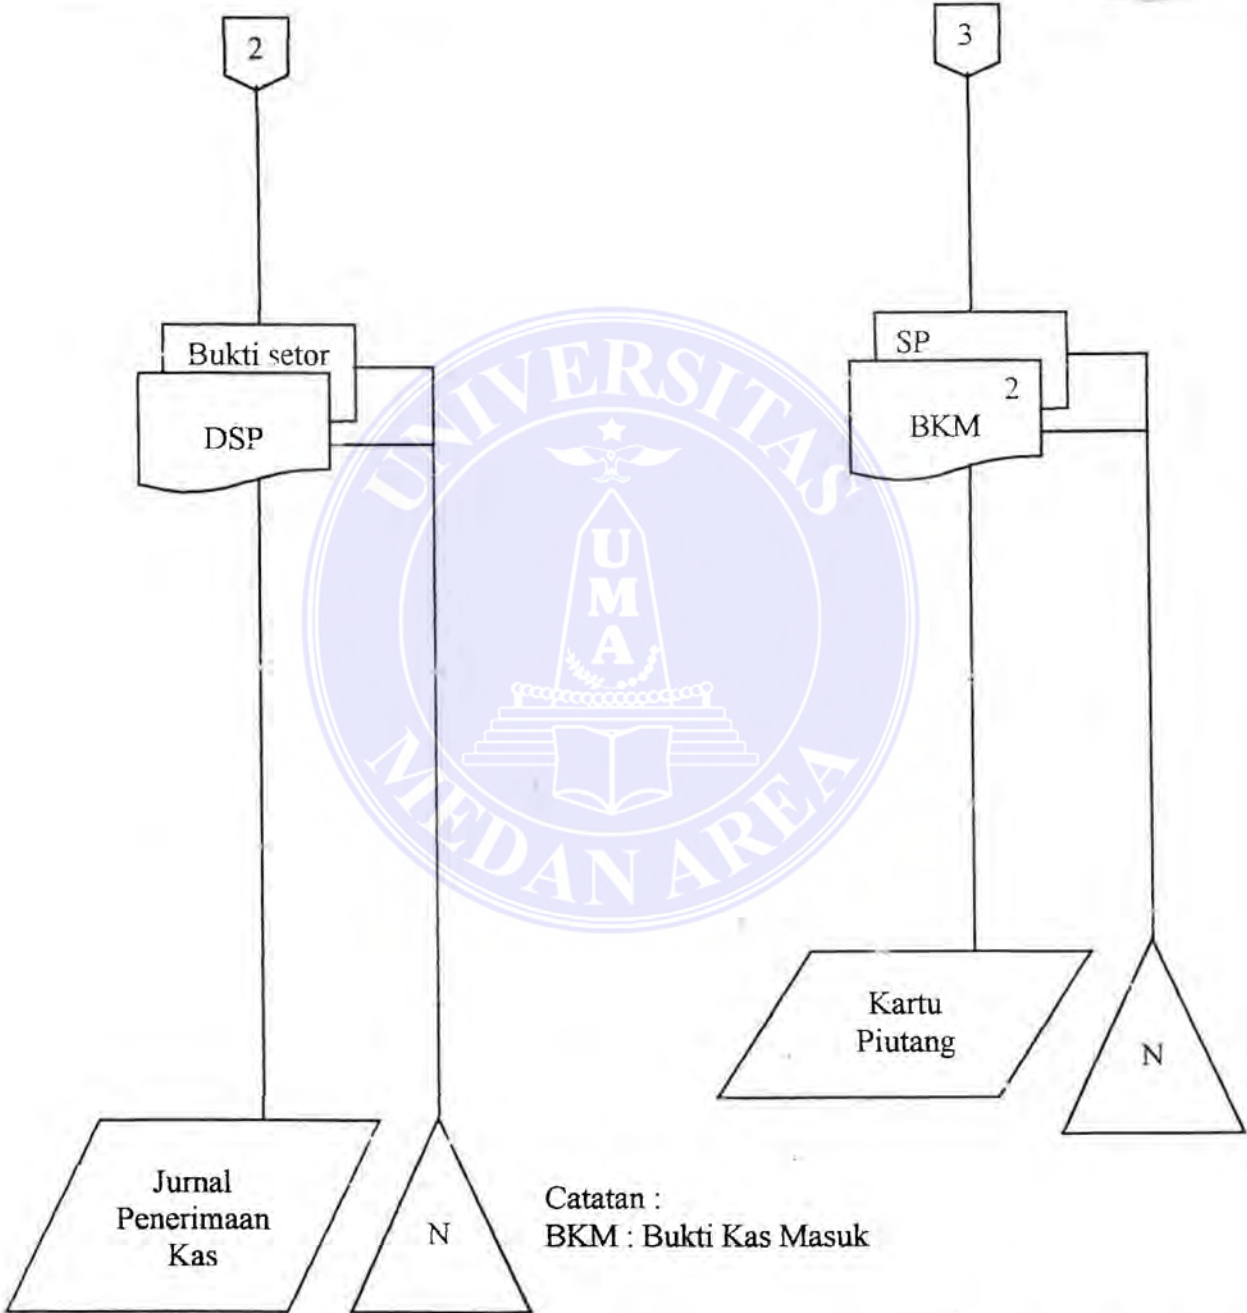 2
3
Bukti setor
DSP
SP
2
BKM
UNIVERSITAS
UMA
MEDAN AREA
Kartu
Piutang
N
Jurnal
Penerimaan
Kas
N
Catatan :
BKM : Bukti Kas Masuk